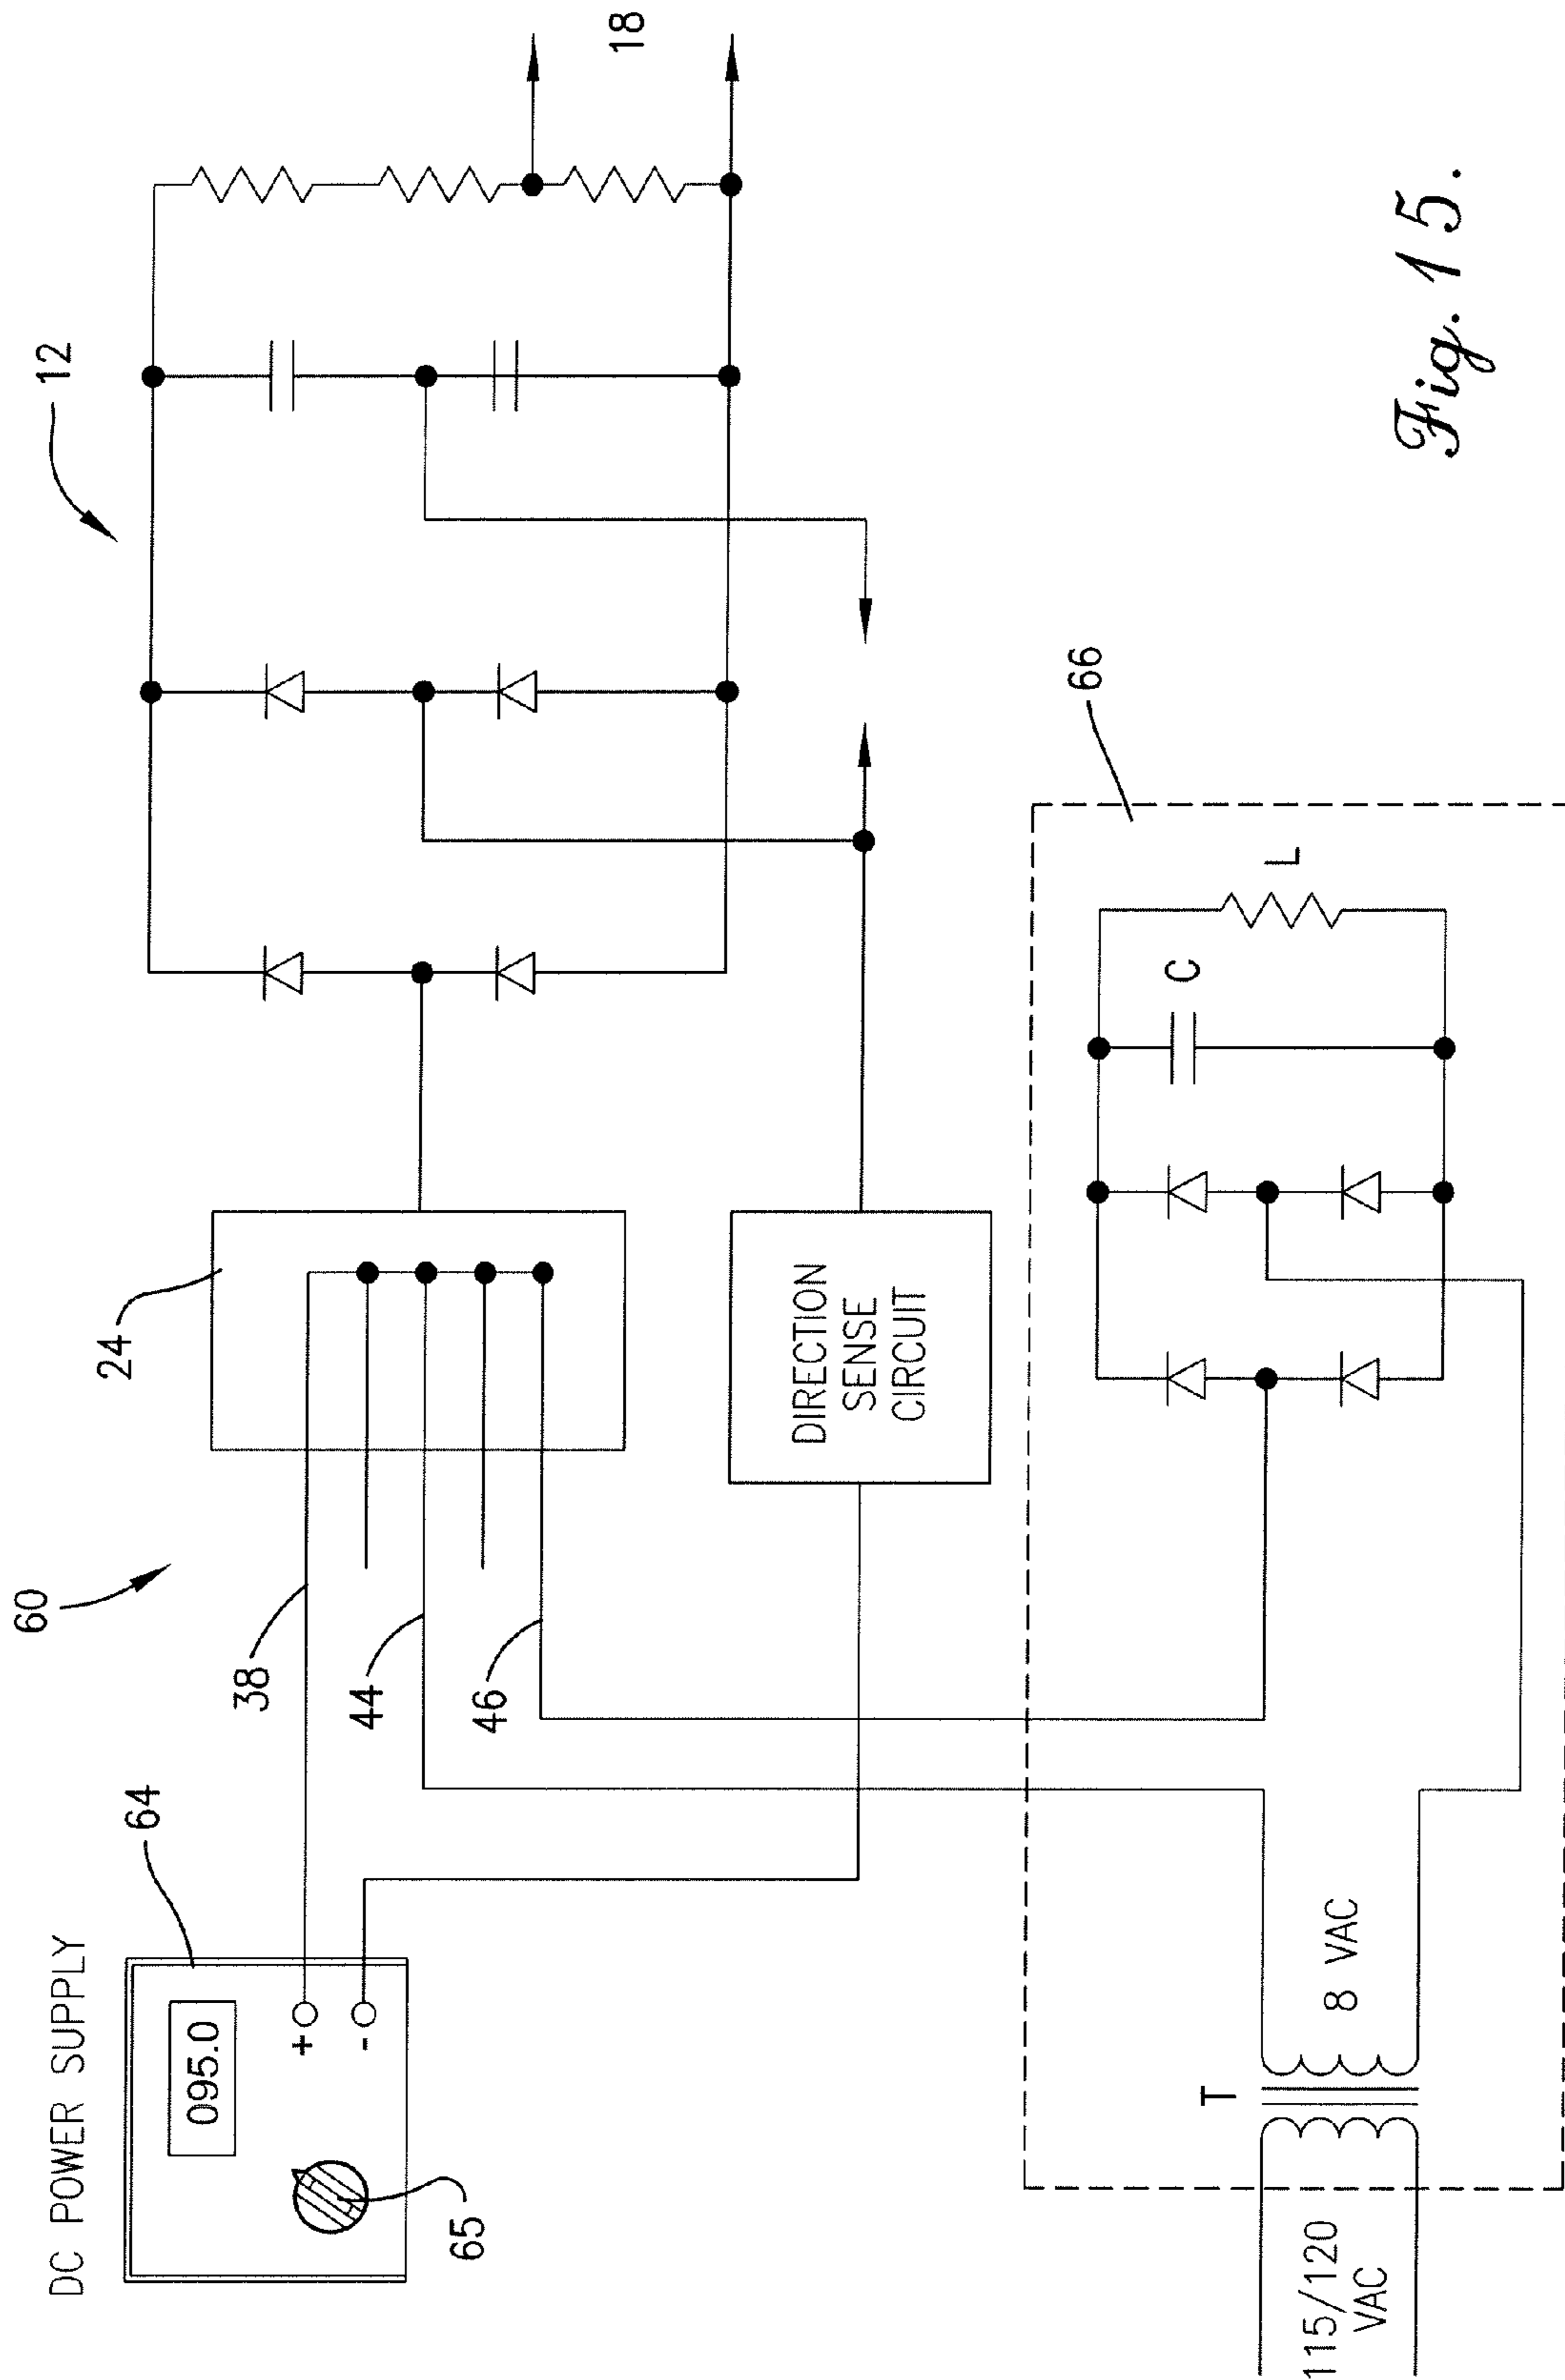 DC POWER SUPPLY
64
095.0
+
-
65
60
38
44
46
24
12
18
DIRECTION
SENSE
CIRCUIT
66
115/120
VAC
T
8 VAC
C
L
Fig. 15.